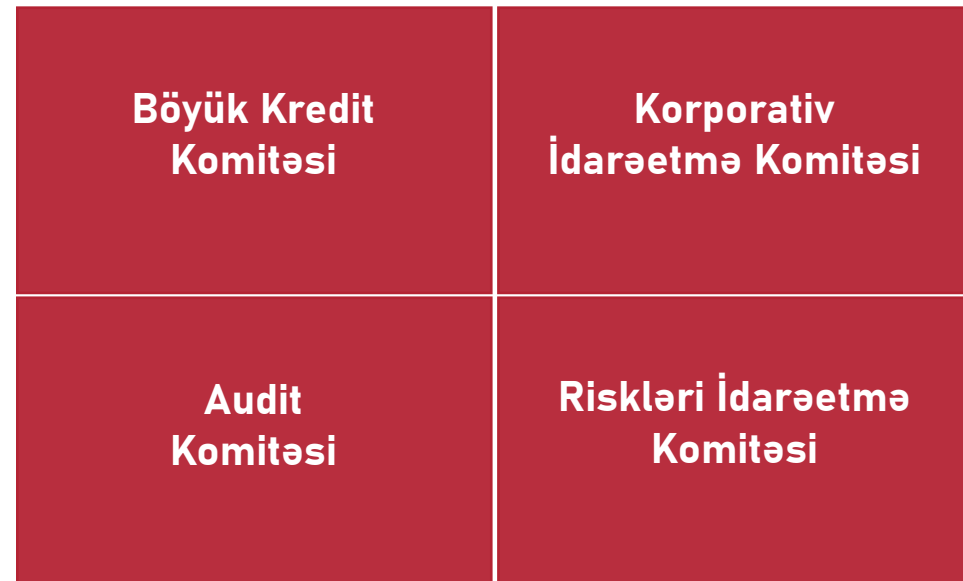 Böyük Kredit
Komitəsi
Korporativ
İdarəetmə Komitəsi
Audit
Komitəsi
Riskləri İdarəetmə
Komitəsi